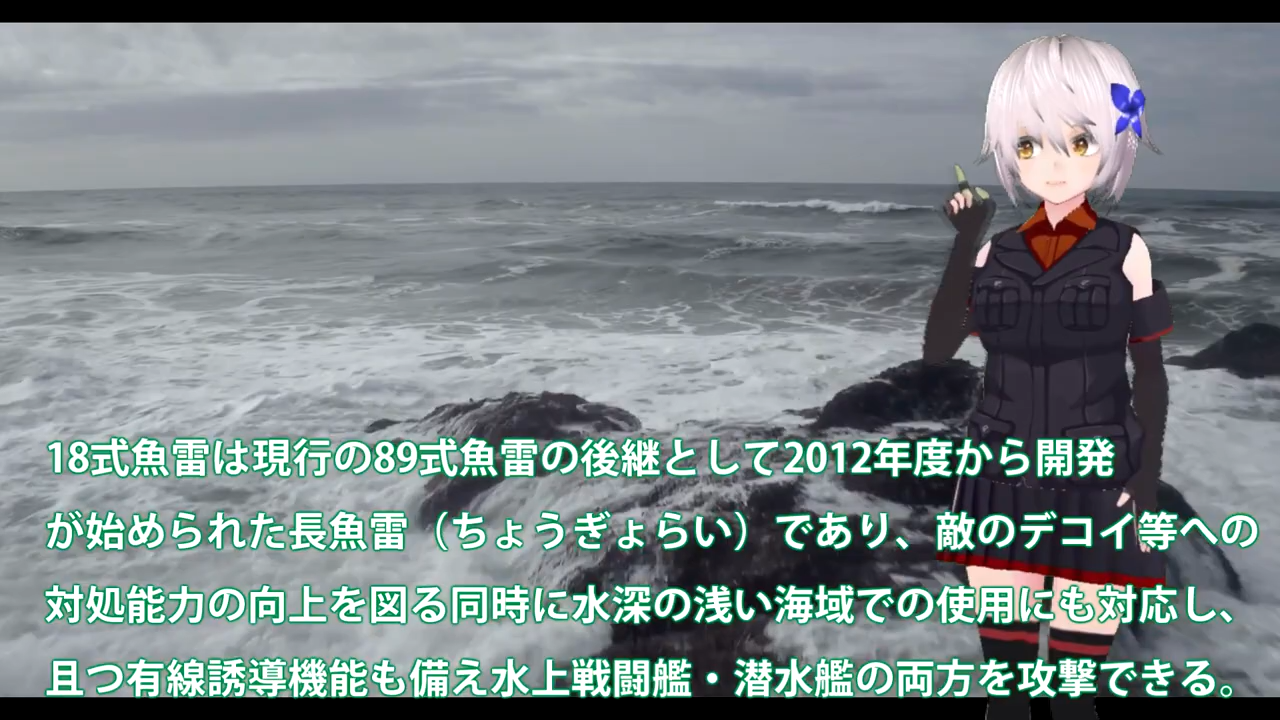 18式魚雷は現行の89式魚雷の後継として2012年度から開発
が始められた長魚雷（ちょうぎょらい）であり、敵のデコイ等への
対処能力の向上を図る同時に水深の浅い海域での使用にも対応し、
且つ有線誘導機能も備え水上戦闘艦・潜水艦の両方を攻撃できる。